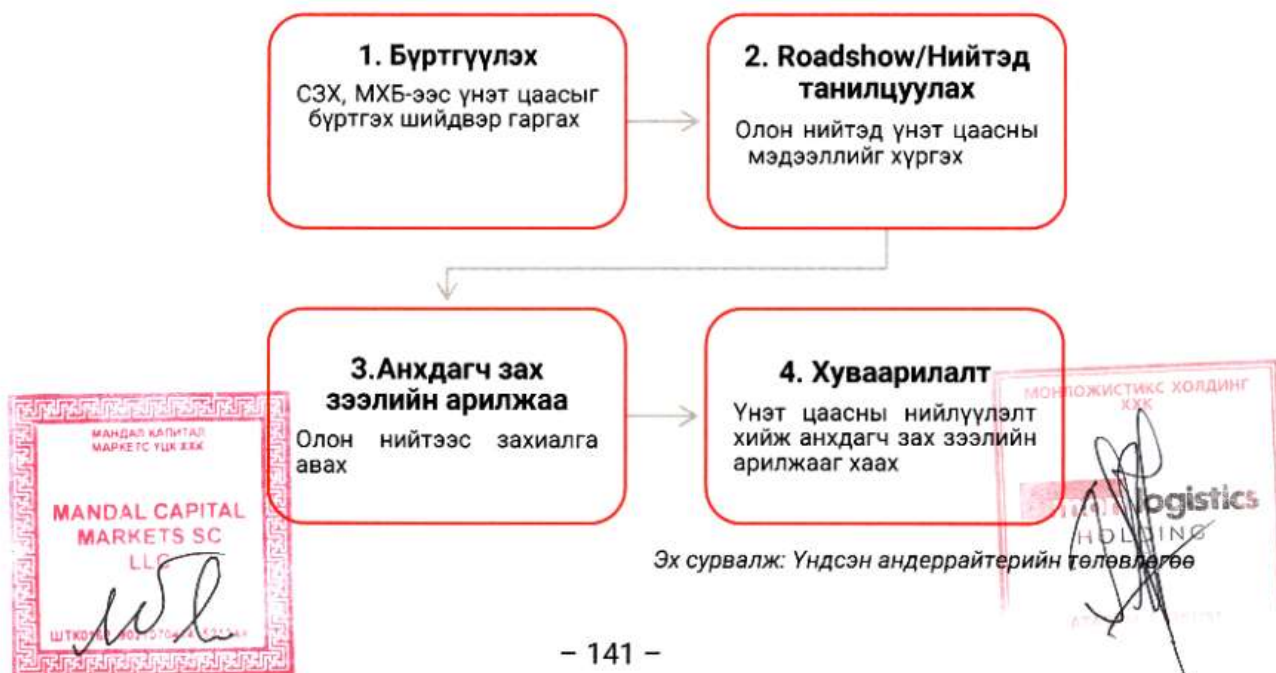 1. Бүртгүүлэх
СЗХ, МХБ-ээс үнэт цаасыг
бүртгэх шийдвэр гаргах
2. Roadshow/Нийтэд
танилцуулах
Олон нийтэд үнэт цаасны
мэдээллийг хүргэх
3.Анхдагч зах
зээлийн арилжаа
Олон нийтээс захиалга
авах
4. Хуваарилалт
Үнэт цаасны нийлүүлэлт
хийж анхдагч зах зээлийн
арилжааг хаах
МАНДАЛ КАПИТАЛ
МАРКЕТС ҮЦК ХХК
MANDAL CAPITAL
MARKETS SC
LLC
МОНЛОЖИСТИКС ХОЛДИНГ
ХХК
logistics
HOLDING
Эх сурвалж: Үндсэн андеррайтерийн төлөвлөгөө
– 141 –